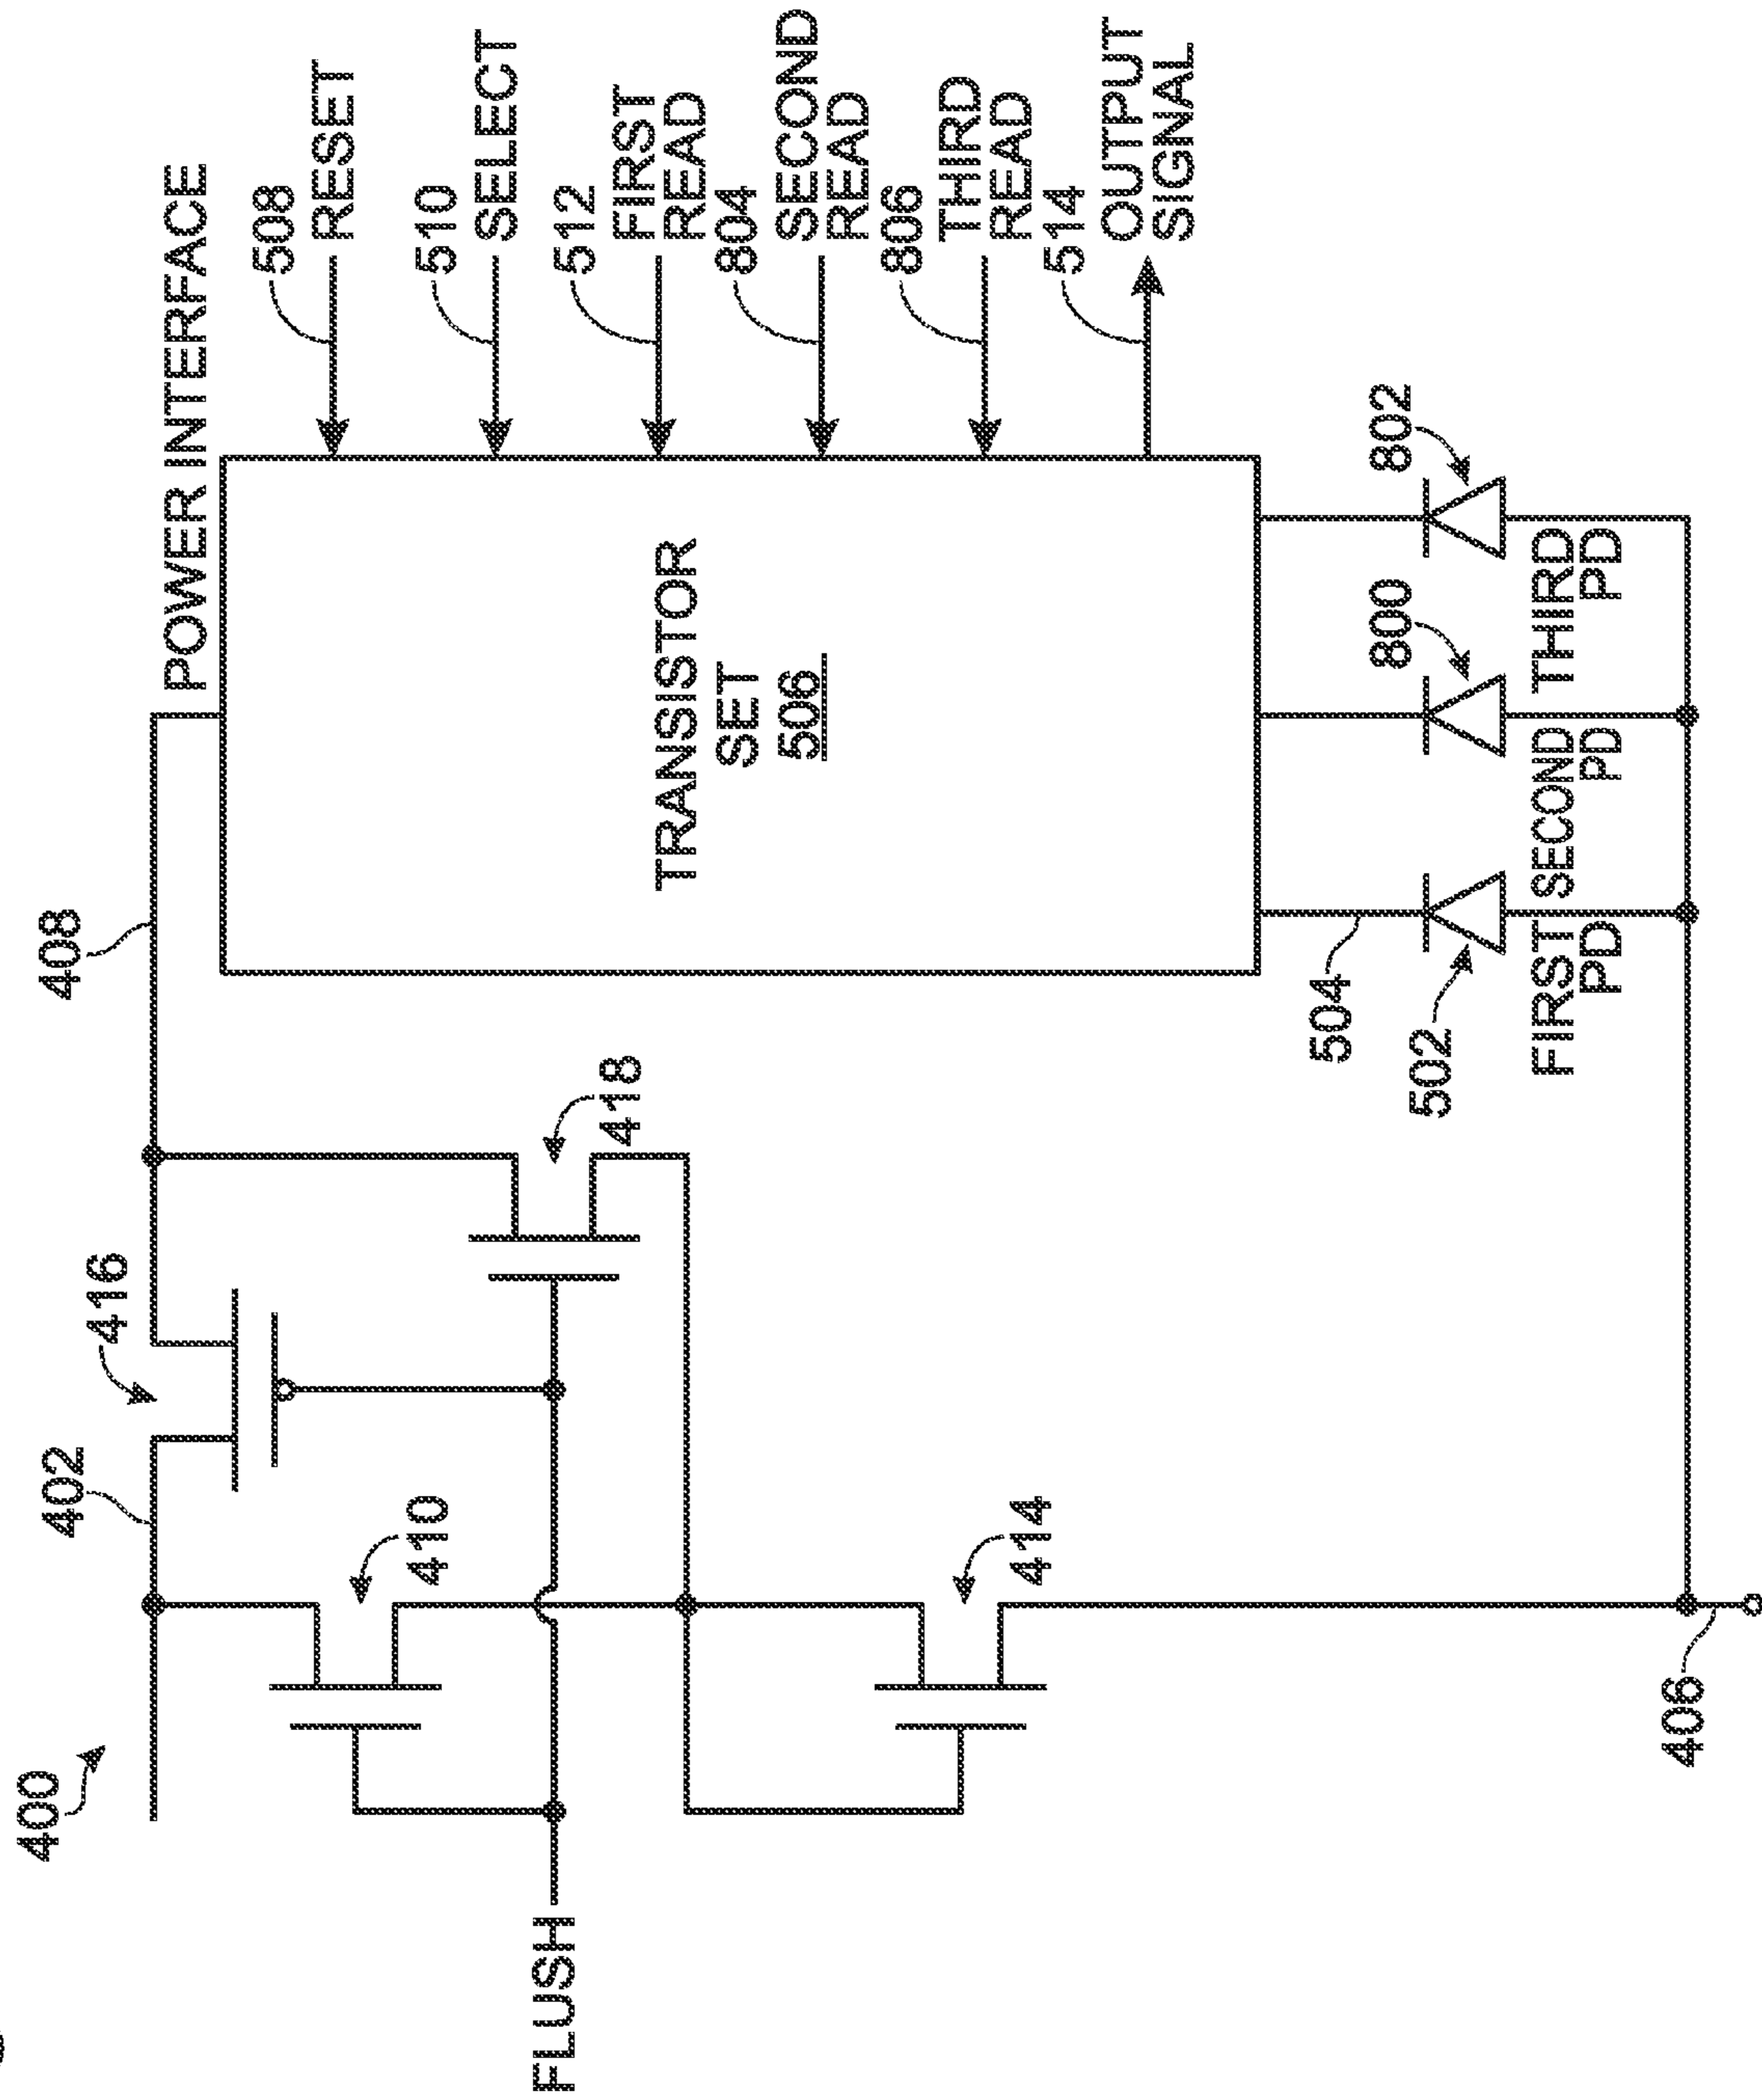 400
402
416
408
POWER INTERFACE
508
RESET
510
SELECT
512
FIRST
READ
804
SECOND
READ
806
THIRD
READ
514
OUTPUT
SIGNAL
410
418
FLUSH
TRANSISTOR
SET
506
414
504
502
800
802
FIRST
PD
SECOND
PD
THIRD
PD
406